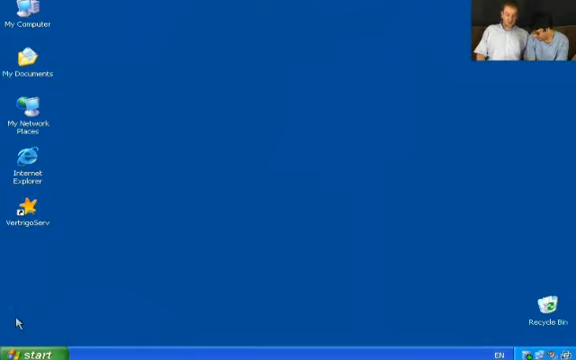 My Computer
My Documents
My Network
Places
Internet
Explorer
VertrigoServ
Recycle Bin
start
EN